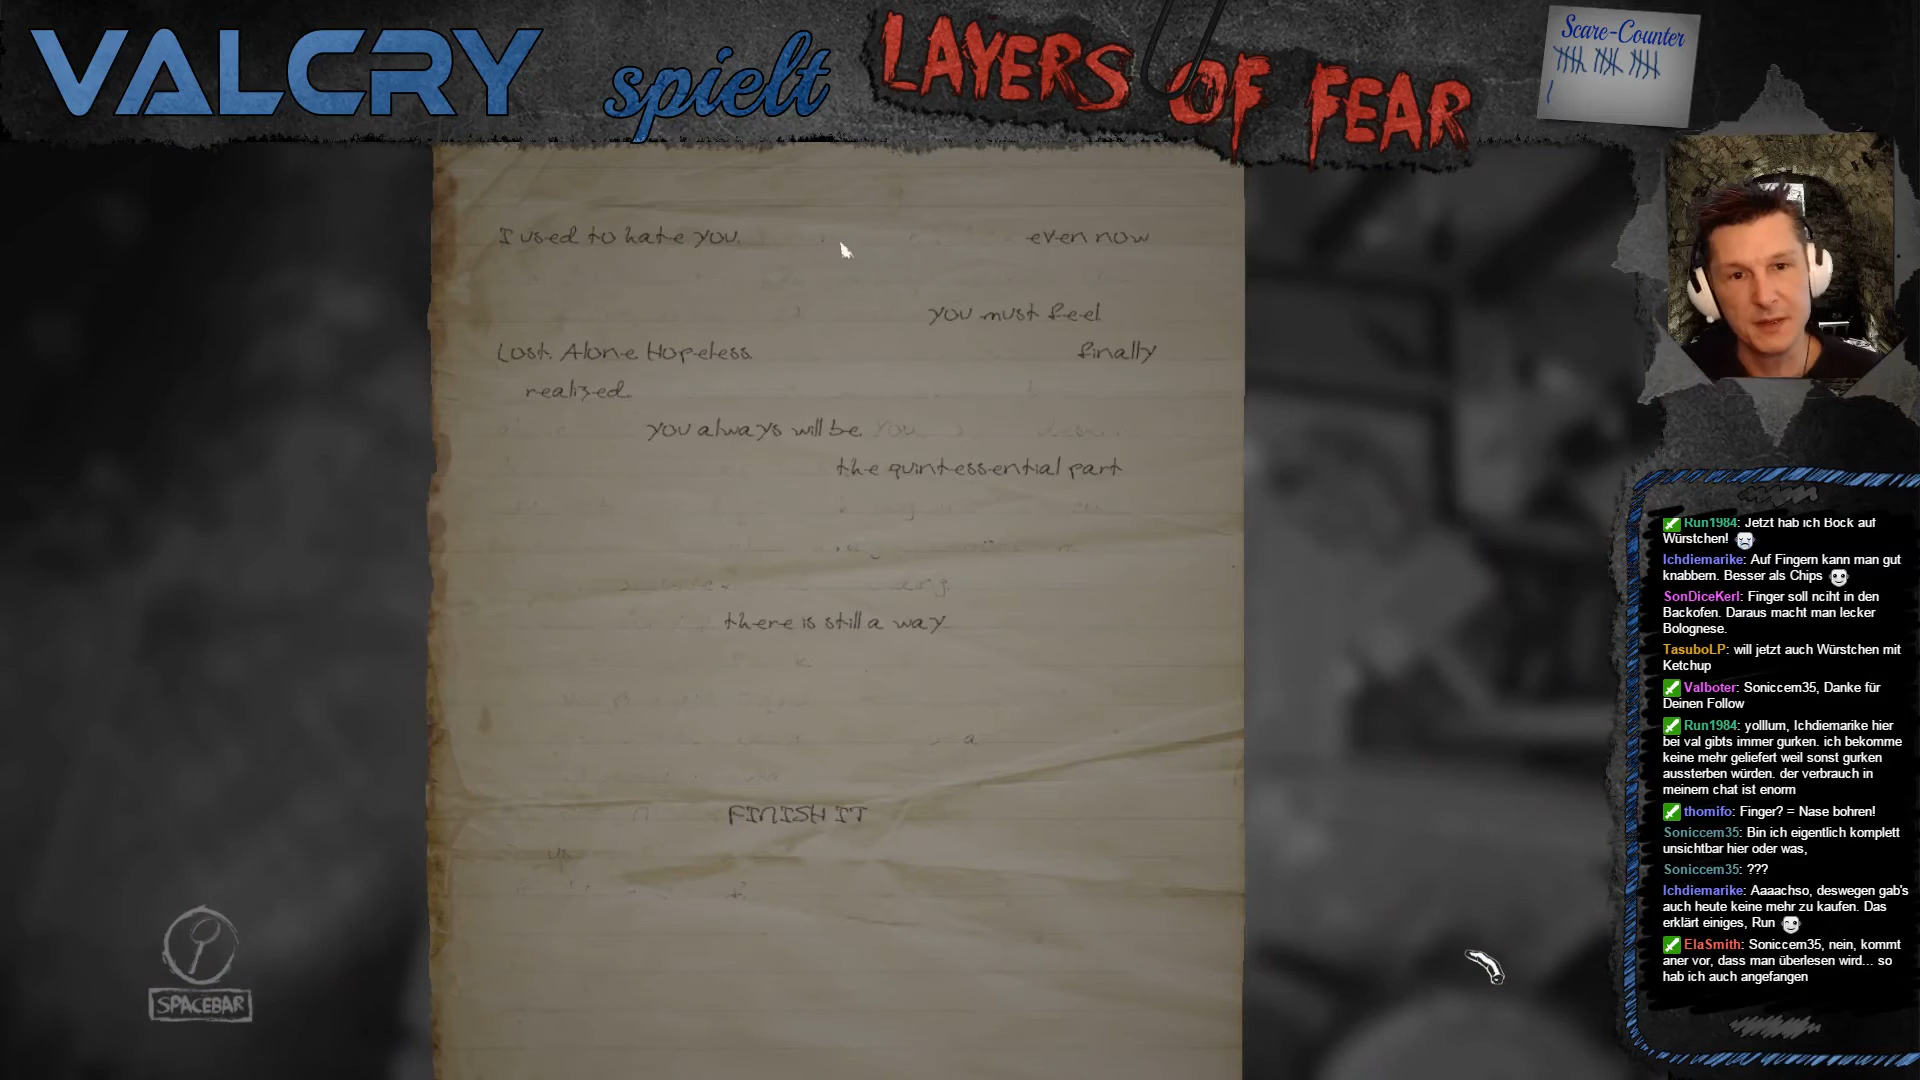 VALCRY spielt LAYERS OF FEAR
Scare-Counter
I used to hate you. even now
you must feel
Lost. Alone. Hopeless. finally
realized.
you always will be. you
the quintessential part
there is still a way
a
FINISH IT
SPACEBAR
Run1984: Jetzt hab ich Bock auf
Würstchen!
Ichdiemarike: Auf Fingern kann man gut
knabbern. Besser als Chips
SonDiceKerl: Finger soll nciht in den
Backofen. Daraus macht man lecker
Bolognese.
TasuboLP: will jetzt auch Würstchen mit
Ketchup
Valboter: Soniccem35, Danke für
Deinen Follow
Run1984: yolllum, Ichdiemarike hier
bei val gibts immer gurken. ich bekomme
keine mehr geliefert weil sonst gurken
aussterben würden. der verbrauch in
meinem chat ist enorm
thomifo: Finger? = Nase bohren!
Soniccem35: Bin ich eigentlich komplett
unsichtbar hier oder was,
Soniccem35: ???
Ichdiemarike: Aaaachso, deswegen gab's
auch heute keine mehr zu kaufen. Das
erklärt einiges, Run
ElaSmith: Soniccem35, nein, kommt
aner vor, dass man überlesen wird... so
hab ich auch angefangen